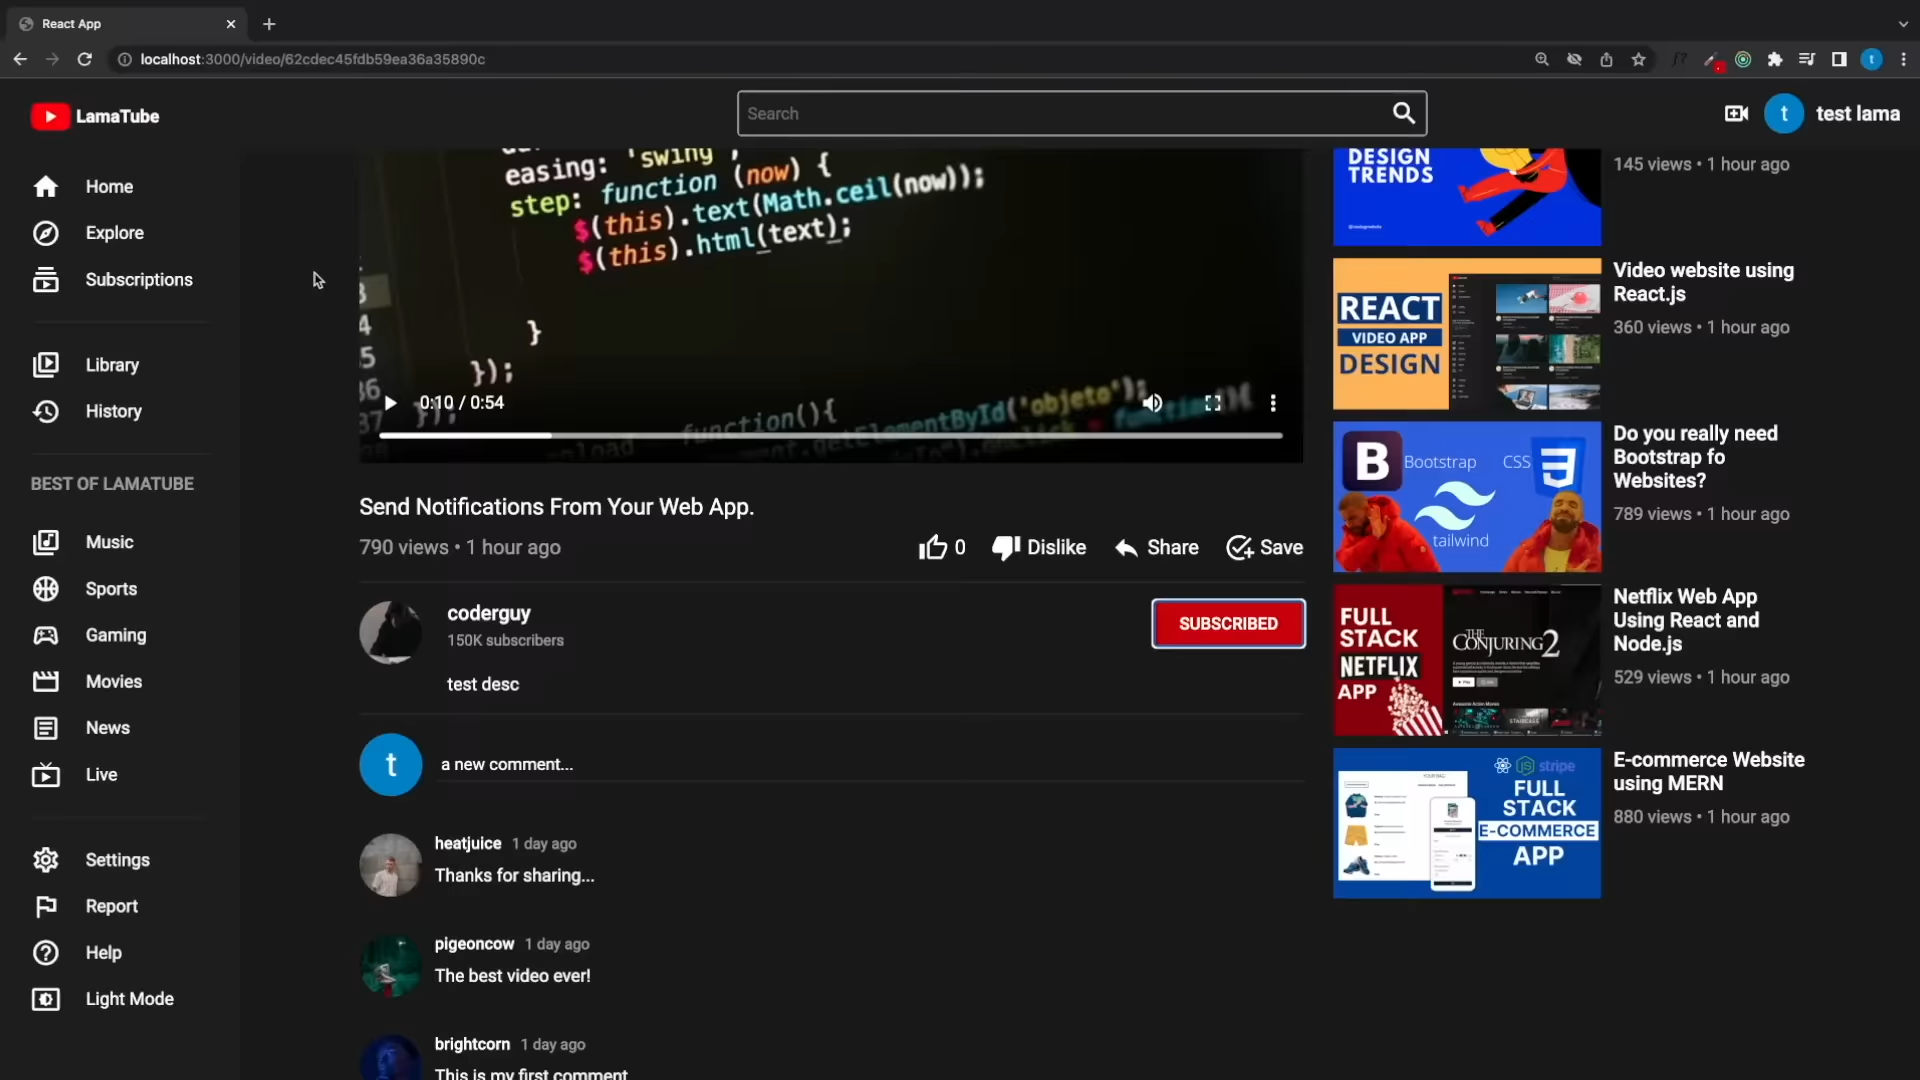 React App
localhost:3000/video/62cdec45fdb59ea36a35890c
t
LamaTube
Search
t
test lama
Home
Explore
Subscriptions
Library
History
BEST OF LAMATUBE
Music
Sports
Gaming
Movies
News
Live
Settings
Report
Help
Light Mode
easing: 'swing',
step: function (now) {
$(this).text(Math.ceil(now));
$(this).html(text);
}
});
0:10 / 0:54
function(){
Send Notifications From Your Web App.
790 views • 1 hour ago
0
Dislike
Share
Save
coderguy
150K subscribers
SUBSCRIBED
test desc
t
a new comment...
heatjuice 1 day ago
Thanks for sharing...
pigeoncow 1 day ago
The best video ever!
brightcorn 1 day ago
This is my first comment
DESIGN
TRENDS
145 views • 1 hour ago
REACT
VIDEO APP
DESIGN
Video website using
React.js
360 views • 1 hour ago
B
Bootstrap
CSS
3
tailwind
Do you really need
Bootstrap fo
Websites?
789 views • 1 hour ago
FULL
STACK
NETFLIX
APP
THE
CONJURING 2
Netflix Web App
Using React and
Node.js
529 views • 1 hour ago
JS
stripe
FULL
STACK
E-COMMERCE
APP
E-commerce Website
using MERN
880 views • 1 hour ago